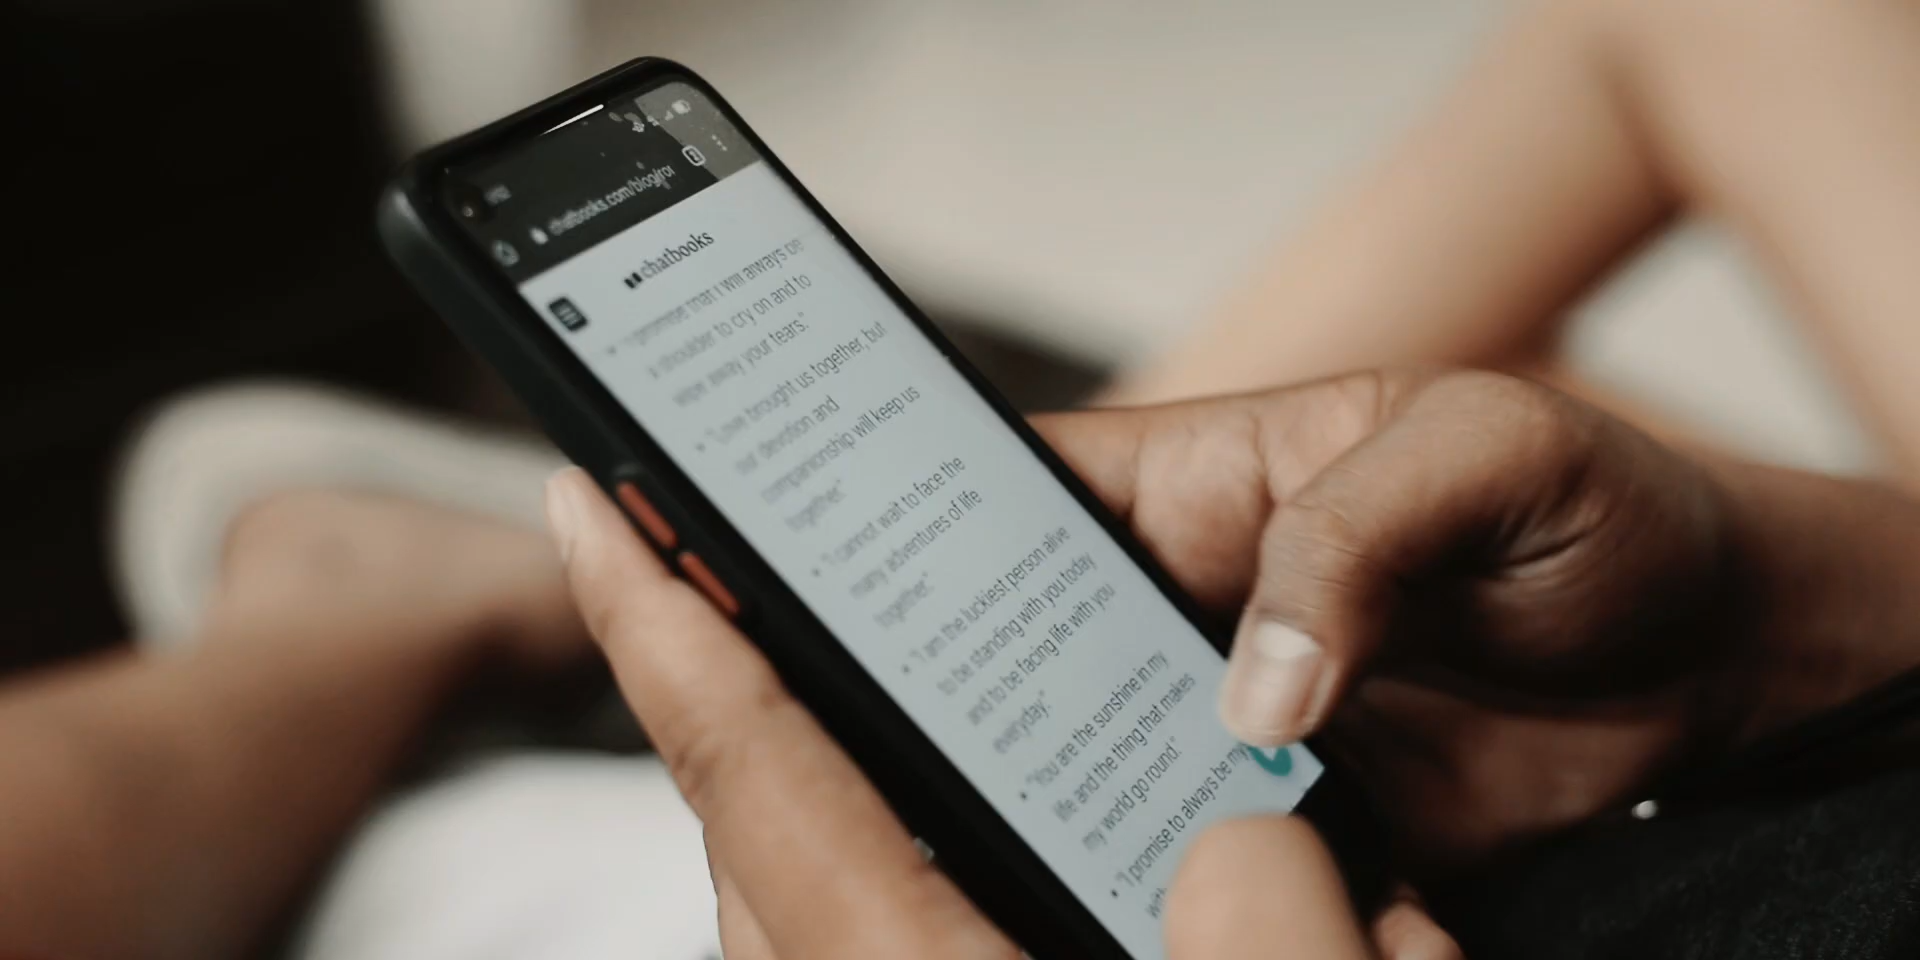 chatbooks.com/blog/ro
chatbooks
"I promise that I will always be
a shoulder to cry on and to
wipe away your tears."
"Love brought us together, but
our devotion and
companionship will keep us
together."
"I cannot wait to face the
many adventures of life
together."
"I am the luckiest person alive
to be standing with you today
and to be facing life with you
everyday."
"You are the sunshine in my
life and the thing that makes
my world go round."
"I promise to always be my
with